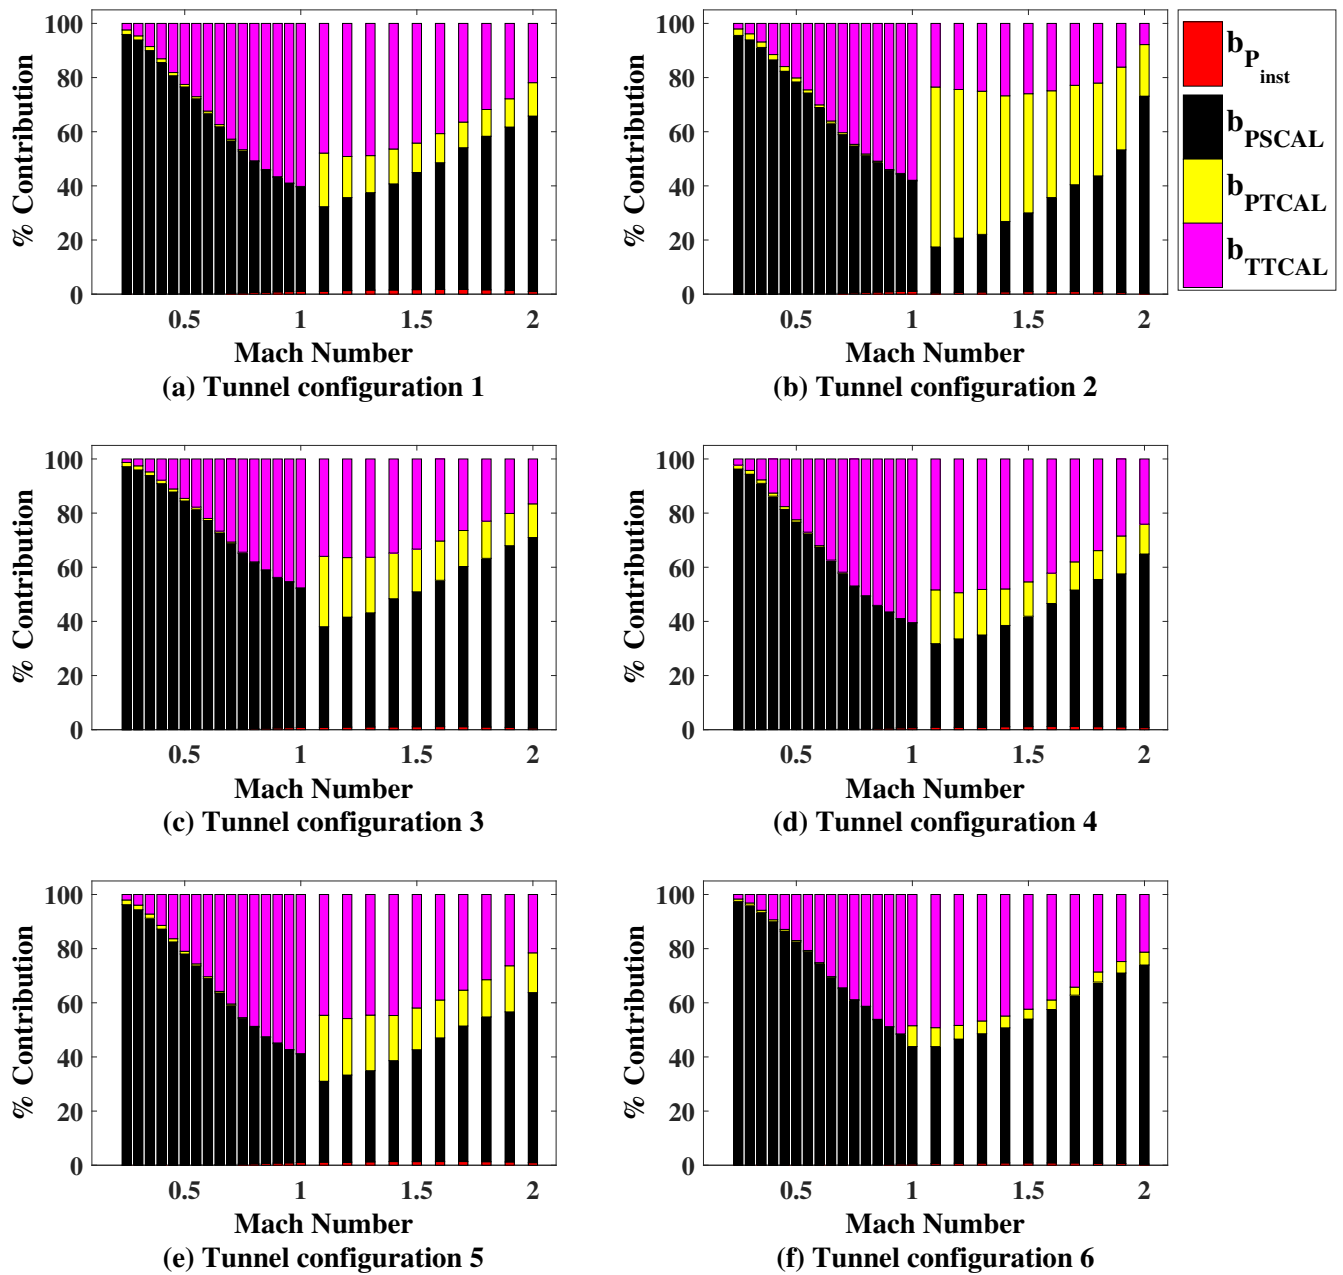 100
80
60
40
20
0
% Contribution
0.5 1 1.5 2
Mach Number
(a) Tunnel configuration 1
100
80
60
40
20
0
% Contribution
0.5 1 1.5 2
Mach Number
(b) Tunnel configuration 2
b_P_inst
b_PSCAL
b_PTCAL
b_TTCAL
100
80
60
40
20
0
% Contribution
0.5 1 1.5 2
Mach Number
(c) Tunnel configuration 3
100
80
60
40
20
0
% Contribution
0.5 1 1.5 2
Mach Number
(d) Tunnel configuration 4
100
80
60
40
20
0
% Contribution
0.5 1 1.5 2
Mach Number
(e) Tunnel configuration 5
100
80
60
40
20
0
% Contribution
0.5 1 1.5 2
Mach Number
(f) Tunnel configuration 6